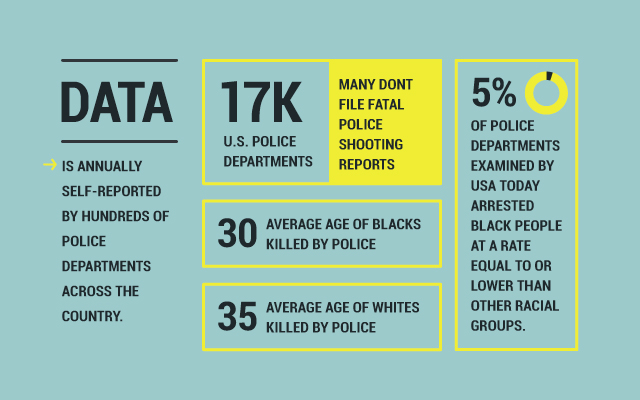 DATA
IS ANNUALLY
SELF-REPORTED
BY HUNDREDS OF
POLICE
DEPARTMENTS
ACROSS THE
COUNTRY.
17K
U.S. POLICE
DEPARTMENTS
MANY DONT
FILE FATAL
POLICE
SHOOTING
REPORTS
30
AVERAGE AGE OF BLACKS
KILLED BY POLICE
35
AVERAGE AGE OF WHITES
KILLED BY POLICE
5%
OF POLICE
DEPARTMENTS
EXAMINED BY
USA TODAY
ARRESTED
BLACK PEOPLE
AT A RATE
EQUAL TO OR
LOWER THAN
OTHER RACIAL
GROUPS.